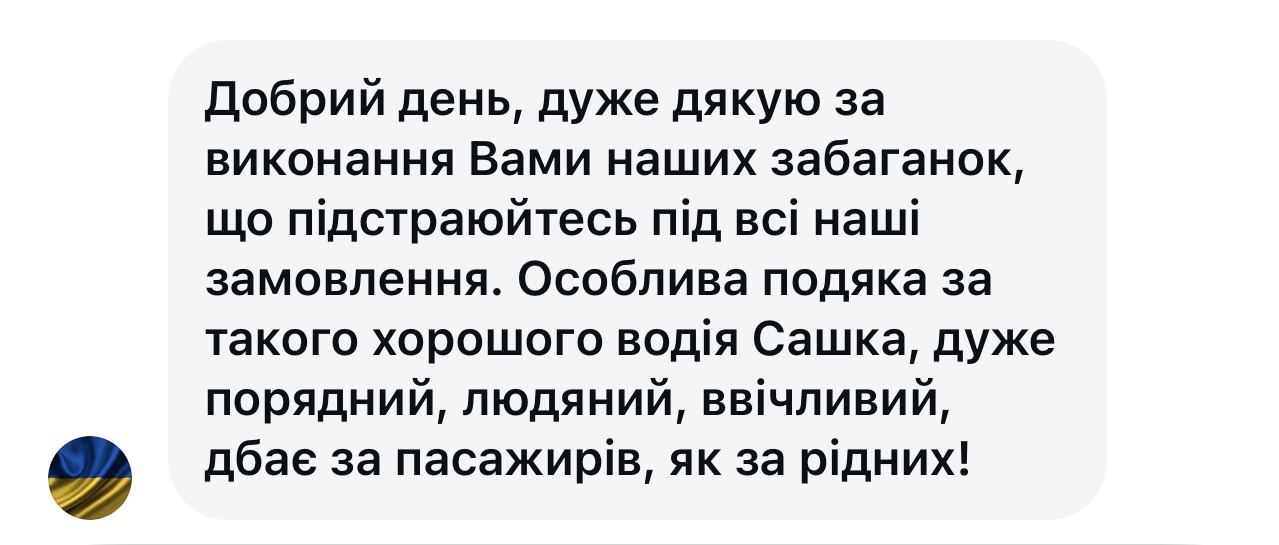 Добрий день, дуже дякую за
виконання Вами наших забаганок,
що підстраюйтесь під всі наші
замовлення. Особлива подяка за
такого хорошого водія Сашка, дуже
порядний, людяний, ввічливий,
дбає за пасажирів, як за рідних!